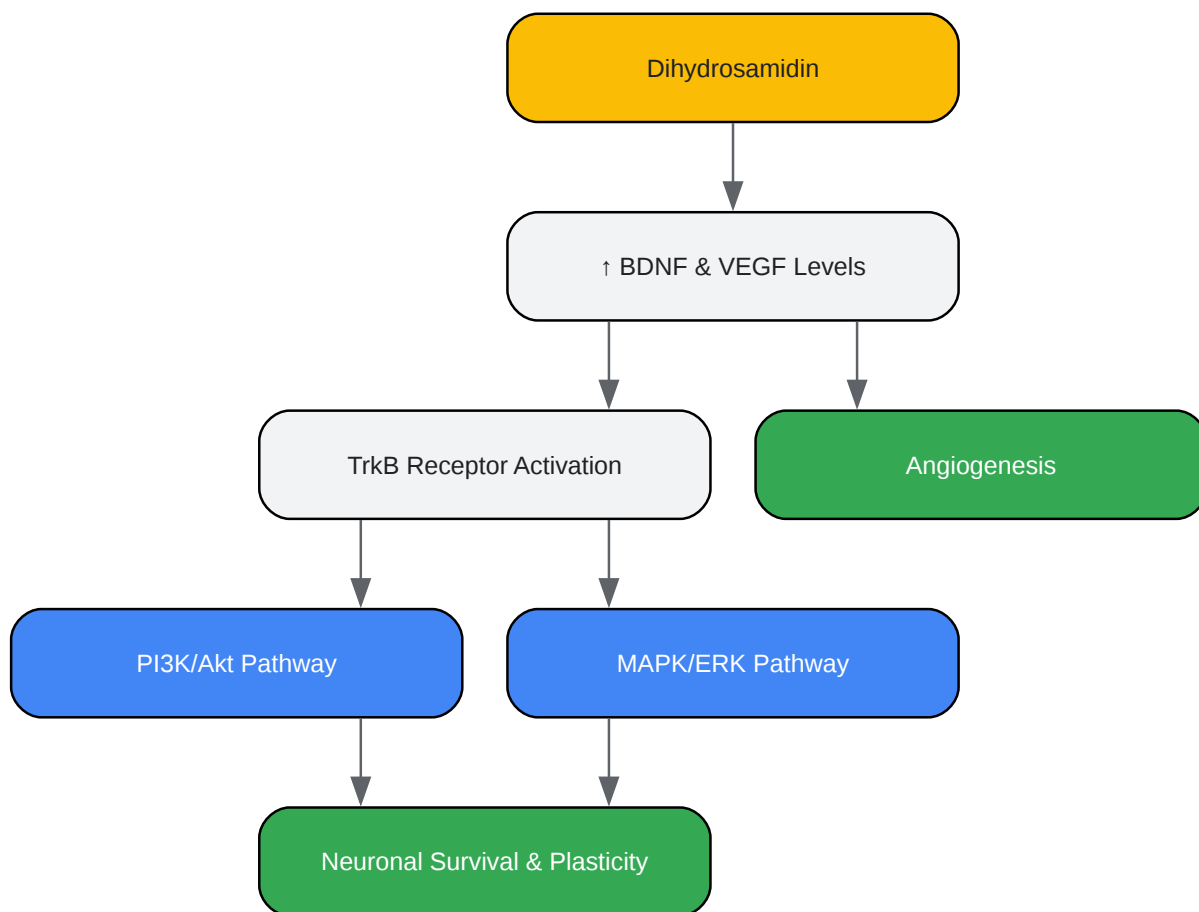 Dihydrosamidin
↑ BDNF & VEGF Levels
TrkB Receptor Activation
Angiogenesis
PI3K/Akt Pathway
MAPK/ERK Pathway
Neuronal Survival & Plasticity